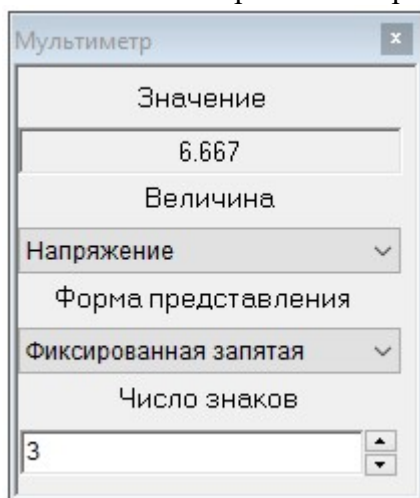 Мультиметр
Значение
6.667
Величина
Напряжение
Форма представления
Фиксированная запятая
Число знаков
3